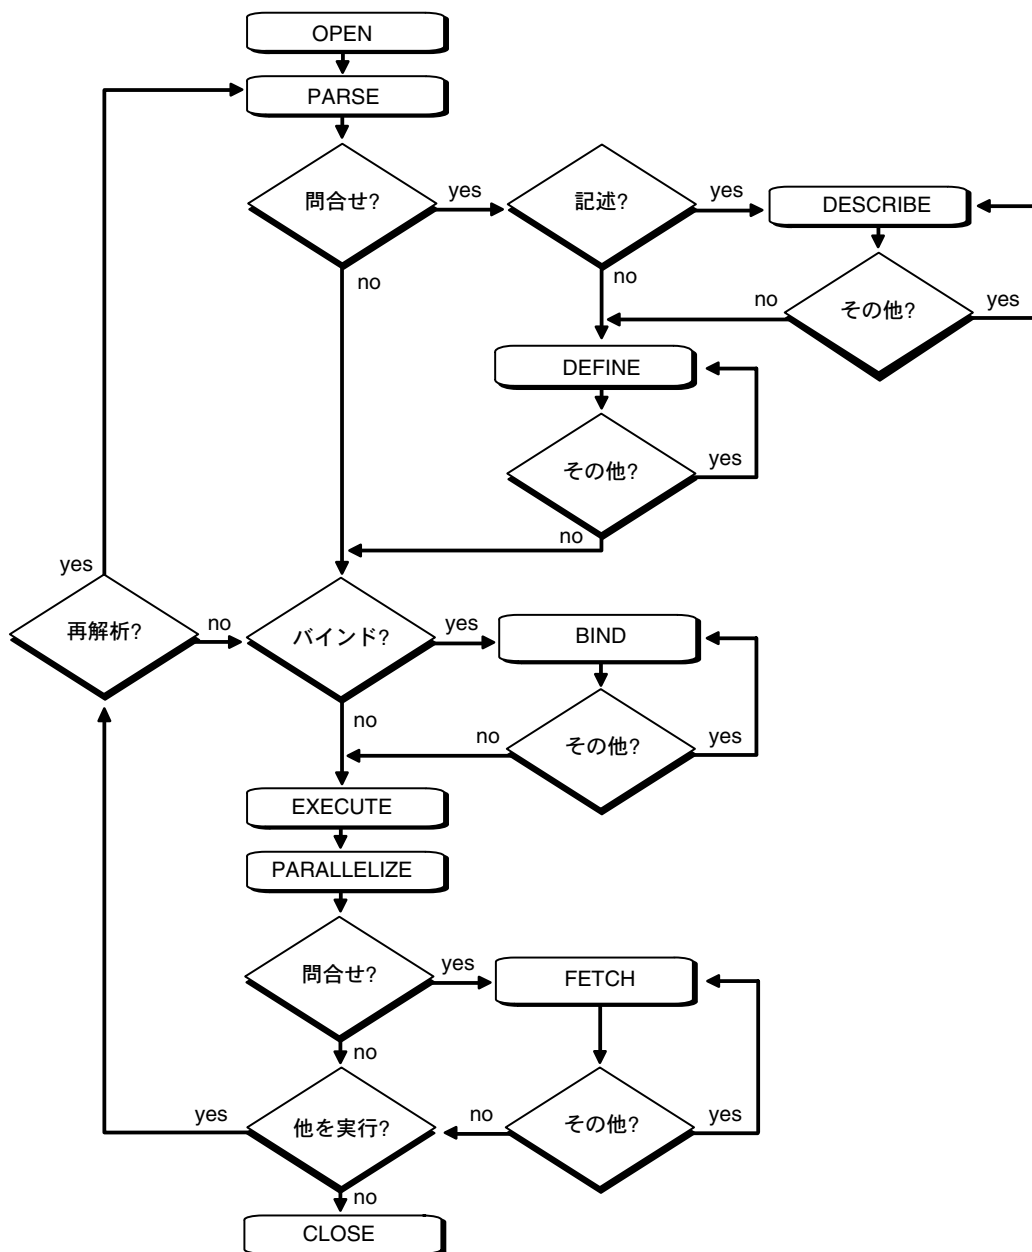 OPEN
PARSE
問合せ?
yes
記述?
yes
DESCRIBE
no
no
no
その他?
yes
DEFINE
その他?
yes
no
yes
再解析?
no
バインド?
yes
BIND
no
no
その他?
yes
EXECUTE
PARALLELIZE
問合せ?
yes
FETCH
no
yes
他を実行?
no
その他?
yes
no
CLOSE